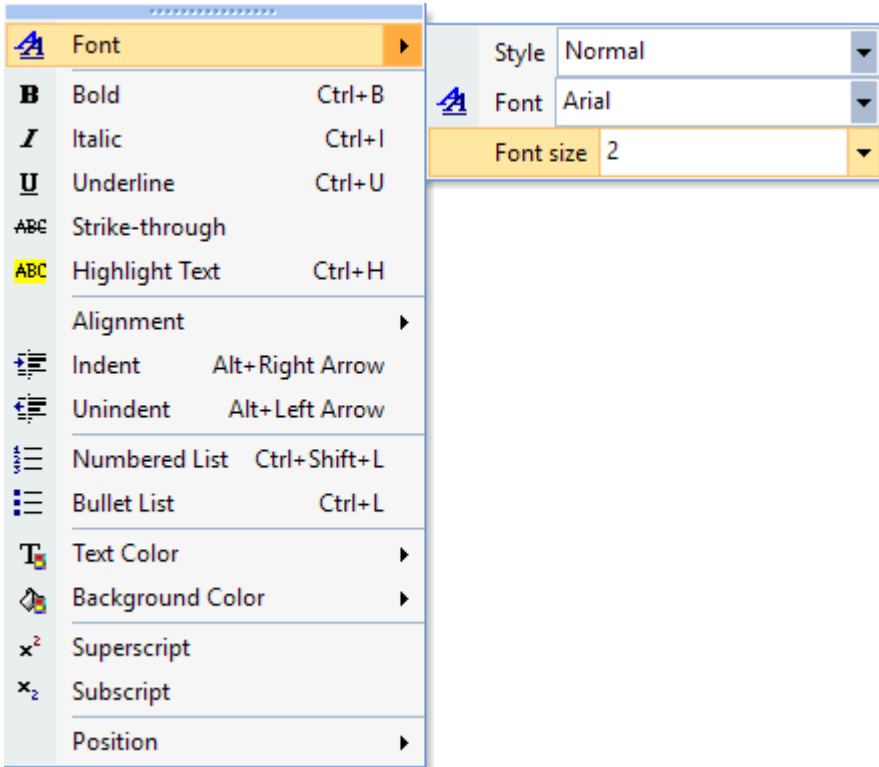 Font
Style Normal
Font Arial
Font size 2
B Bold Ctrl+B
I Italic Ctrl+I
U Underline Ctrl+U
ABC Strike-through
ABC Highlight Text Ctrl+H
Alignment
Indent Alt+Right Arrow
Unindent Alt+Left Arrow
Numbered List Ctrl+Shift+L
Bullet List Ctrl+L
T Text Color
Background Color
x² Superscript
x₂ Subscript
Position